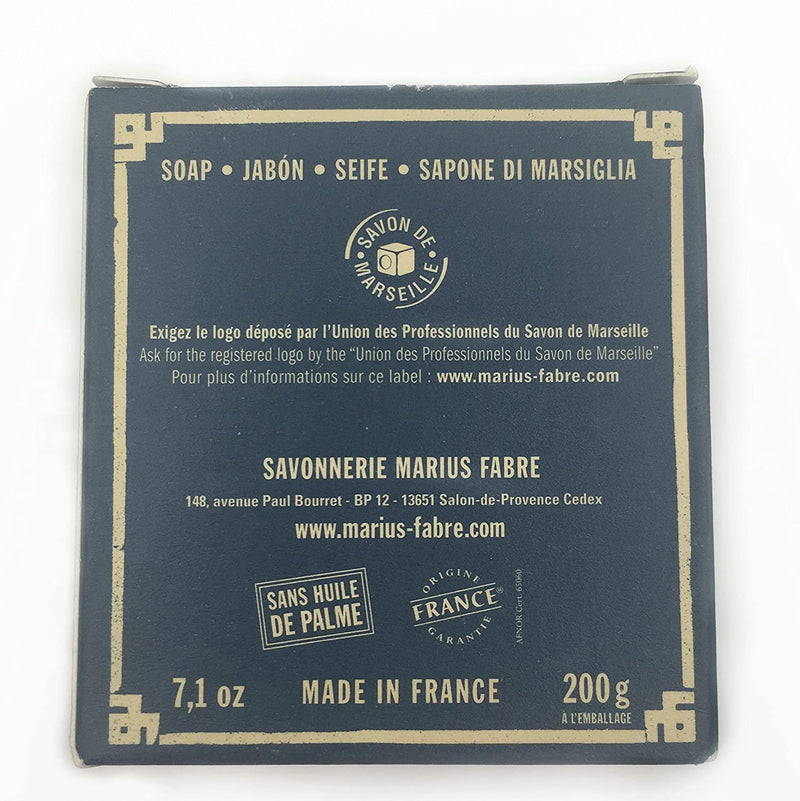 SOAP • JABÓN • SEIFE • SAPONE DI MARSIGLIA
• SAVON DE •
MARSEILLE
Exigez le logo déposé par l'Union des Professionnels du Savon de Marseille
Ask for the registered logo by the “Union des Professionnels du Savon de Marseille”
Pour plus d'informations sur ce label : www.marius-fabre.com
SAVONNERIE MARIUS FABRE
148, avenue Paul Bourret - BP 12 - 13651 Salon-de-Provence Cedex
www.marius-fabre.com
SANS HUILE
DE PALME
ORIGINE
FRANCE®
GARANTIE
AFNOR Cert. 65060
7,1 oz
MADE IN FRANCE
200 g
A L'EMBALLAGE